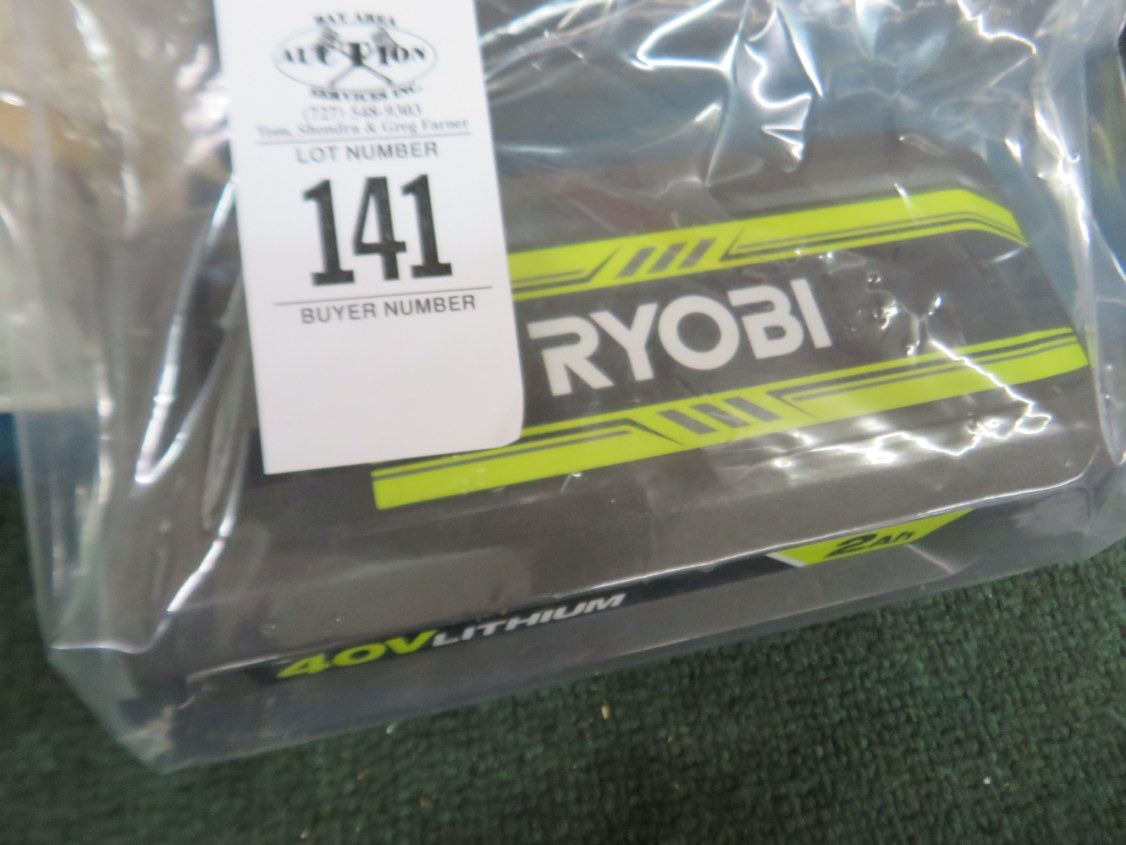 BAY AREA
AUCTION
SERVICES INC.
(727) 548-9303
Tom, Shondra & Greg Farner
LOT NUMBER
141
BUYER NUMBER
RYOBI
2Ah
40V LITHIUM